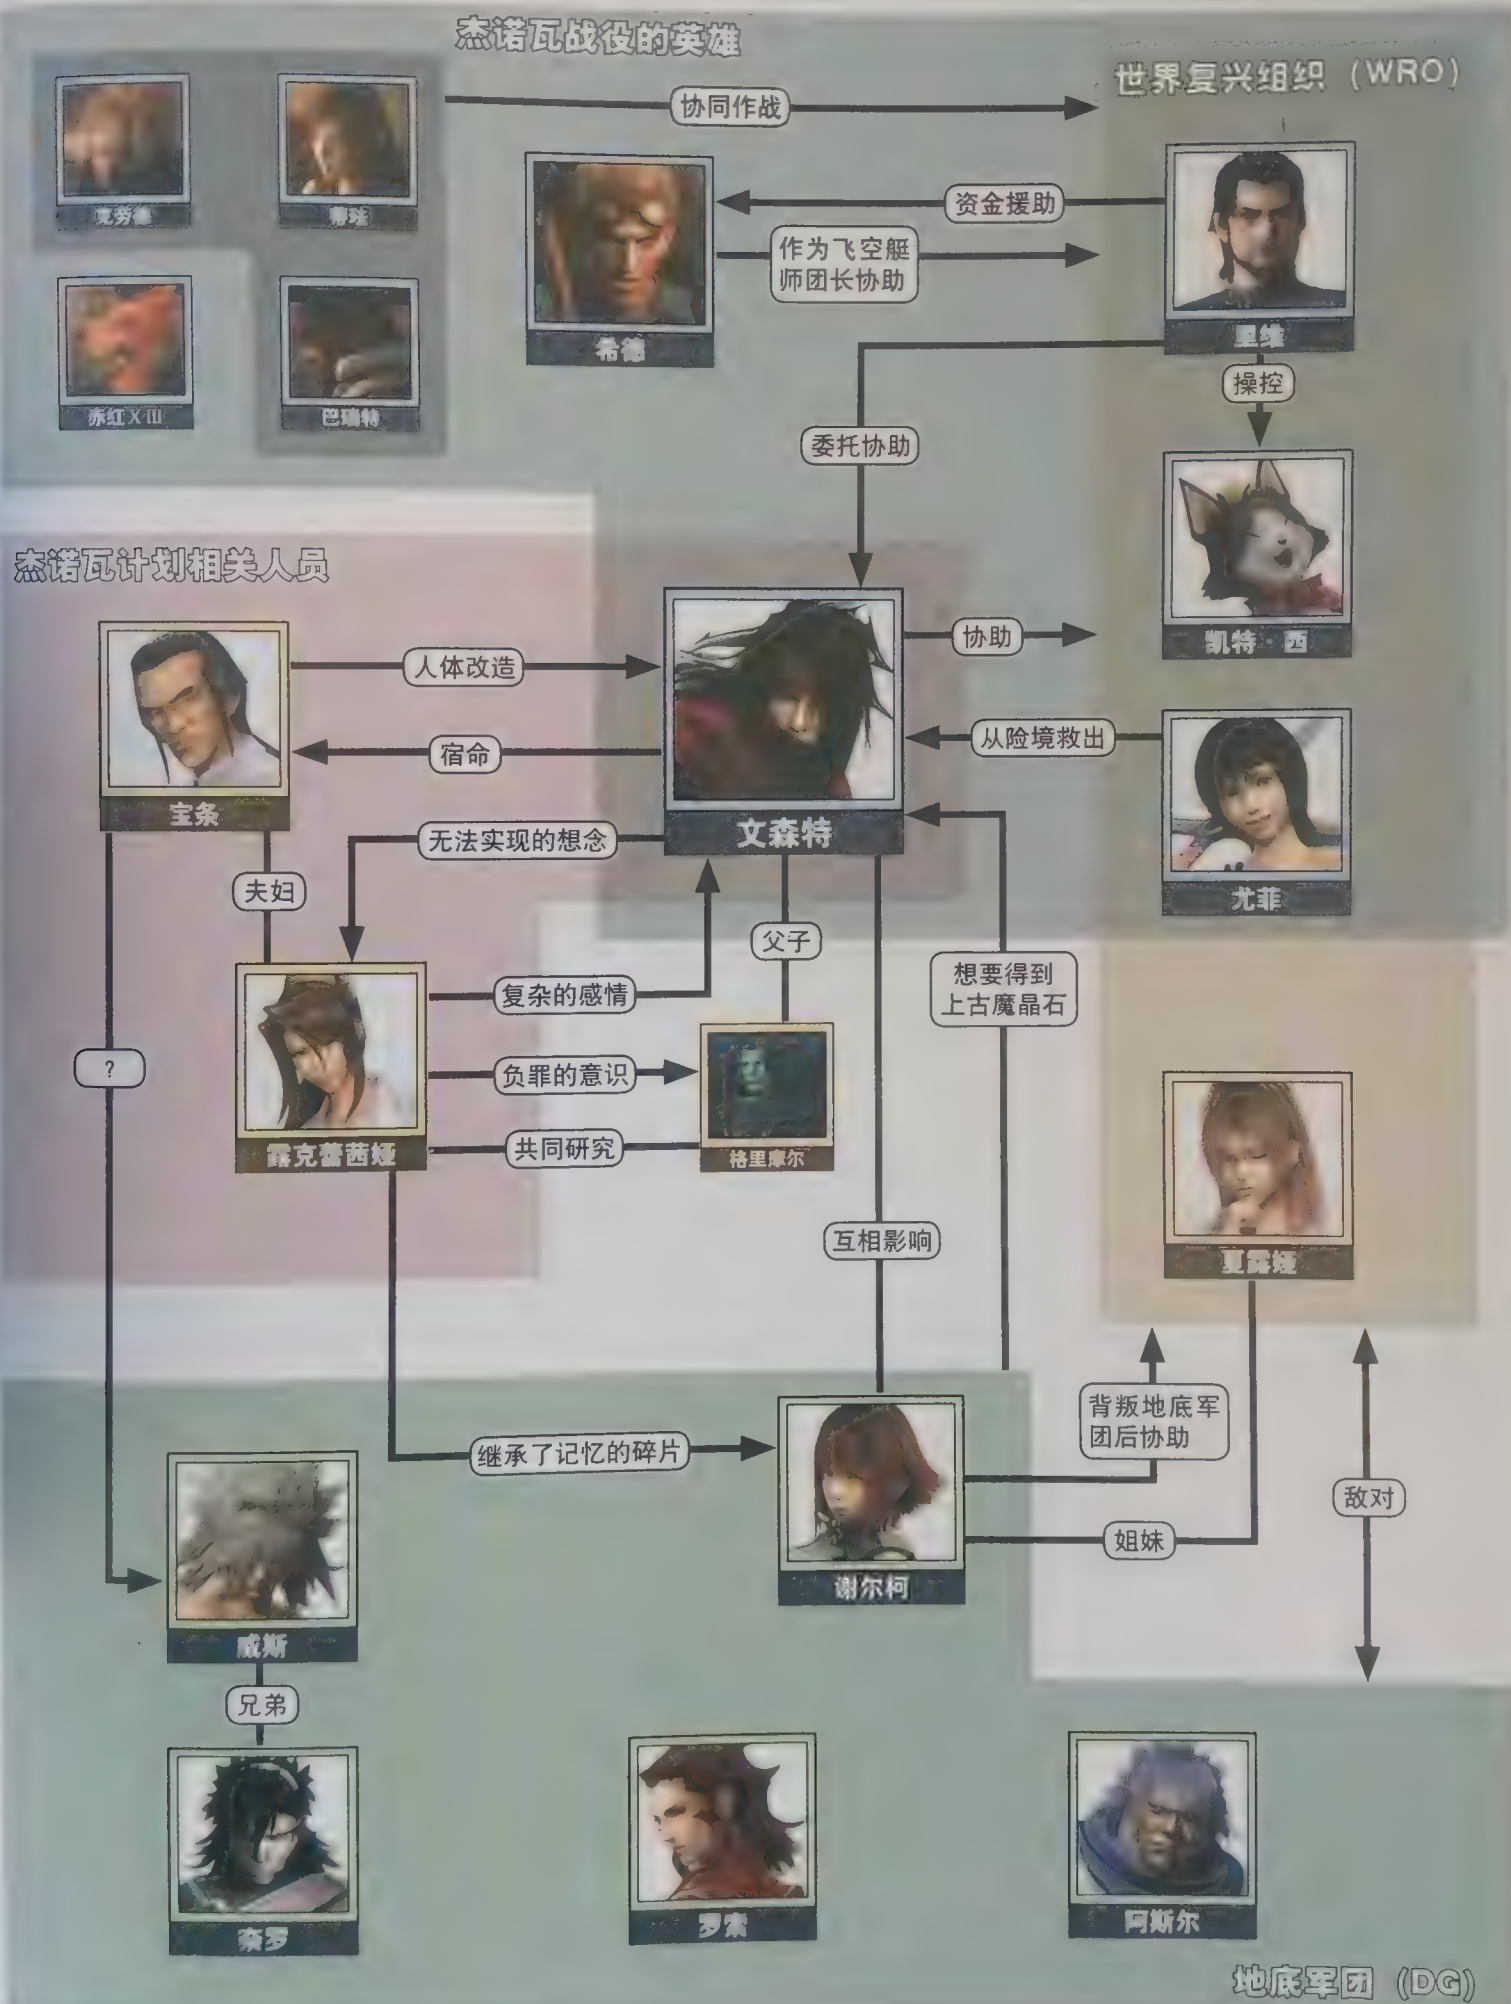 杰诺瓦战役的英雄
世界复兴组织（WRO）
克劳德
蒂法
赤红XIII
巴瑞特
协同作战
希德
资金援助
作为飞空艇
师团长协助
里维
操控
委托协助
凯特·西
杰诺瓦计划相关人员
宝条
人体改造
宿命
文森特
协助
从险境救出
尤菲
无法实现的想念
夫妇
父子
想要得到
上古魔晶石
复杂的感情
负罪的意识
共同研究
露克蕾茜娅
格里摩尔
?
互相影响
夏露娅
背叛地底军
团后协助
敌对
继承了记忆的碎片
谢尔柯
姐妹
威斯
兄弟
奈罗
罗索
阿斯尔
地底军团（DG）